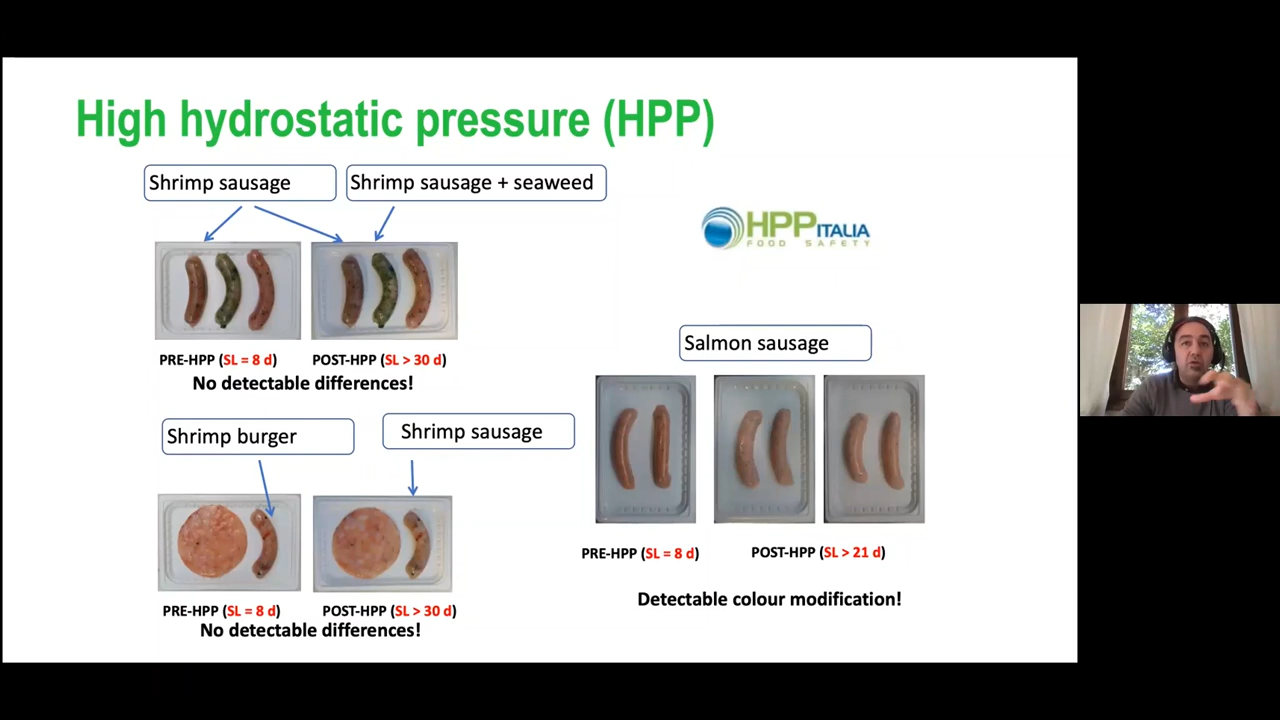 High hydrostatic pressure (HPP)
Shrimp sausage
Shrimp sausage + seaweed
HPP ITALIA
FOOD SAFETY
PRE-HPP (SL = 8 d)
POST-HPP (SL > 30 d)
No detectable differences!
Salmon sausage
Shrimp burger
Shrimp sausage
PRE-HPP (SL = 8 d)
POST-HPP (SL > 21 d)
Detectable colour modification!
PRE-HPP (SL = 8 d)
POST-HPP (SL > 30 d)
No detectable differences!